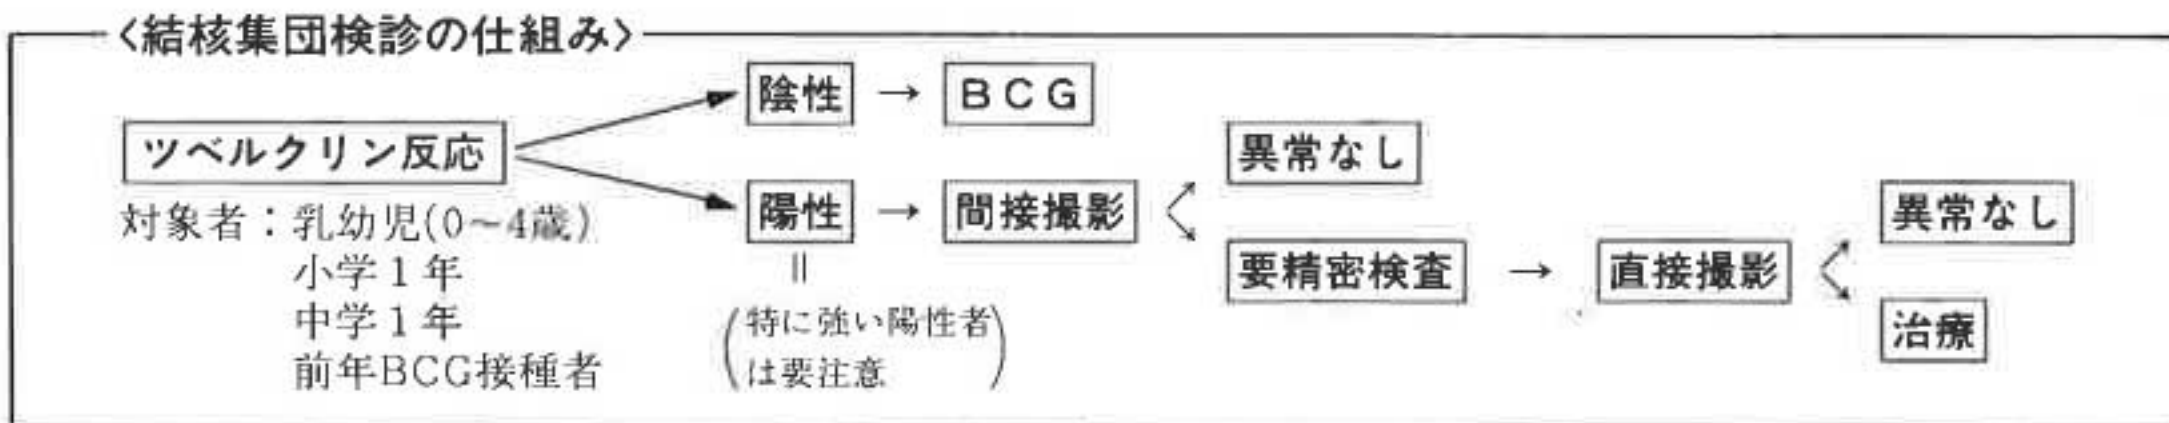 〈結核集団検診の仕組み〉
陰性 → BCG
ツベルクリン反応
異常なし
陽性 → 間接撮影
異常なし
対象者：乳幼児(0～4歳)
小学1年
要精密検査 → 直接撮影
中学1年
(特に強い陽性者
は要注意)
治療
前年BCG接種者